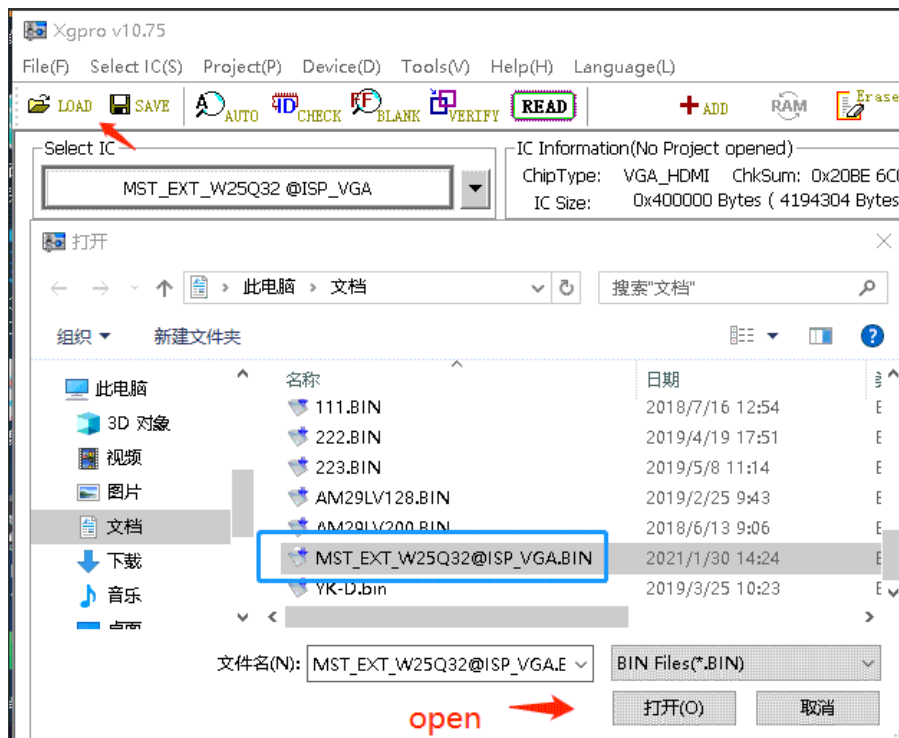 Xgpro v10.75
File(F) Select IC(S) Project(P) Device(D) Tools(V) Help(H) Language(L)
LOAD SAVE AUTO CHECK BLANK VERIFY READ ADD RAM Erase
Select IC
IC Information(No Project opened)
MST_EXT_W25Q32 @ISP_VGA
ChipType: VGA_HDMI ChkSum: 0x20BE 6C
IC Size: 0x400000 Bytes ( 4194304 Bytes
打开
此电脑 › 文档
搜索"文档"
组织 新建文件夹
此电脑
3D 对象
视频
图片
文档
下载
音乐
桌面
名称 日期
111.BIN 2018/7/16 12:54
222.BIN 2019/4/19 17:51
223.BIN 2019/5/8 11:14
AM29LV128.BIN 2019/2/25 9:43
AM29LV200.BIN 2018/6/13 9:06
MST_EXT_W25Q32@ISP_VGA.BIN 2021/1/30 14:24
YK-D.bin 2019/3/25 10:23
文件名(N): MST_EXT_W25Q32@ISP_VGA.E BIN Files(*.BIN)
open
打开(O) 取消